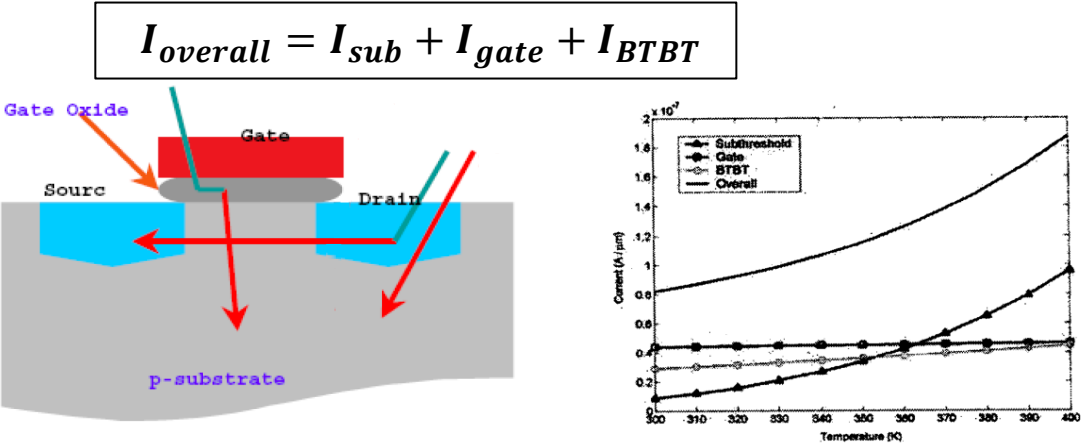 I_overall = I_sub + I_gate + I_BTBT
Gate Oxide
Gate
Sourc
Drain
p-substrate
2 x 10^-7
1.8
1.6
1.4
1.2
1
0.8
0.6
0.4
0.2
0
Current (A / µm)
Subthreshold
Gate
BTBT
Overall
300 310 320 330 340 350 360 370 380 390 400
Temperature (K)